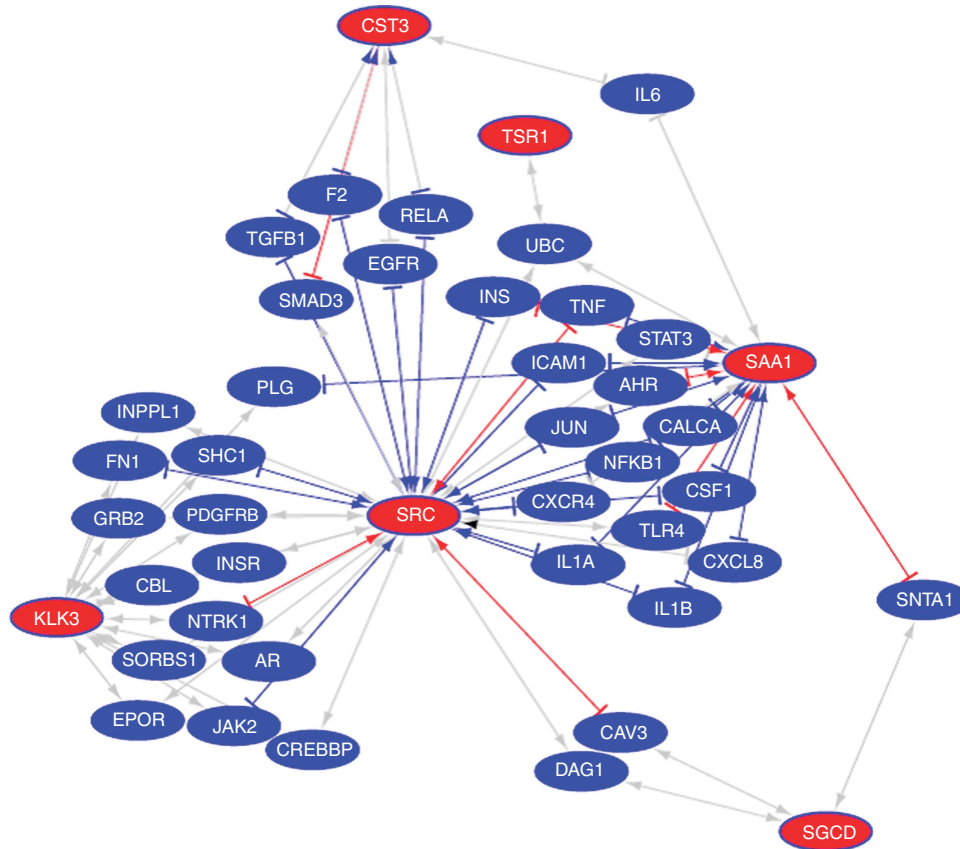 CST3
IL6
TSR1
F2
RELA
TGFB1
UBC
EGFR
SMAD3
INS
TNF
STAT3
ICAM1
SAA1
PLG
AHR
INPPL1
JUN
CALCA
FN1
SHC1
NFKB1
CXCR4
CSF1
GRB2
PDGFRB
SRC
TLR4
INSR
IL1A
CXCL8
CBL
IL1B
SNTA1
KLK3
NTRK1
SORBS1
AR
EPOR
JAK2
CREBBP
CAV3
DAG1
SGCD